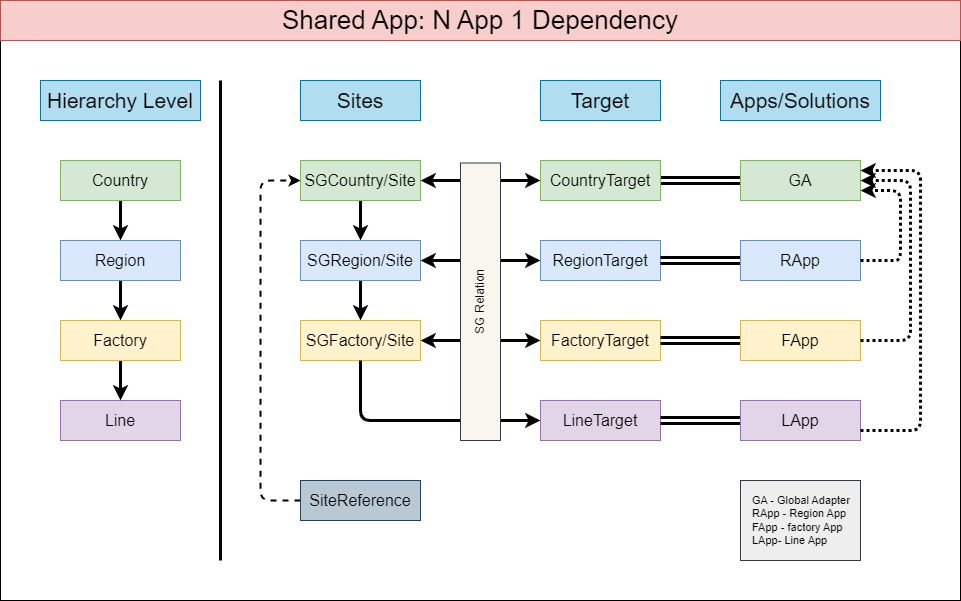 Shared App: N App 1 Dependency
Hierarchy Level
Sites
Target
Apps/Solutions
Country
SGCountry/Site
CountryTarget
GA
Region
SGRegion/Site
SG Relation
RegionTarget
RApp
Factory
SGFactory/Site
FactoryTarget
FApp
Line
LineTarget
LApp
SiteReference
GA - Global Adapter
RApp - Region App
FApp - factory App
LApp- Line App